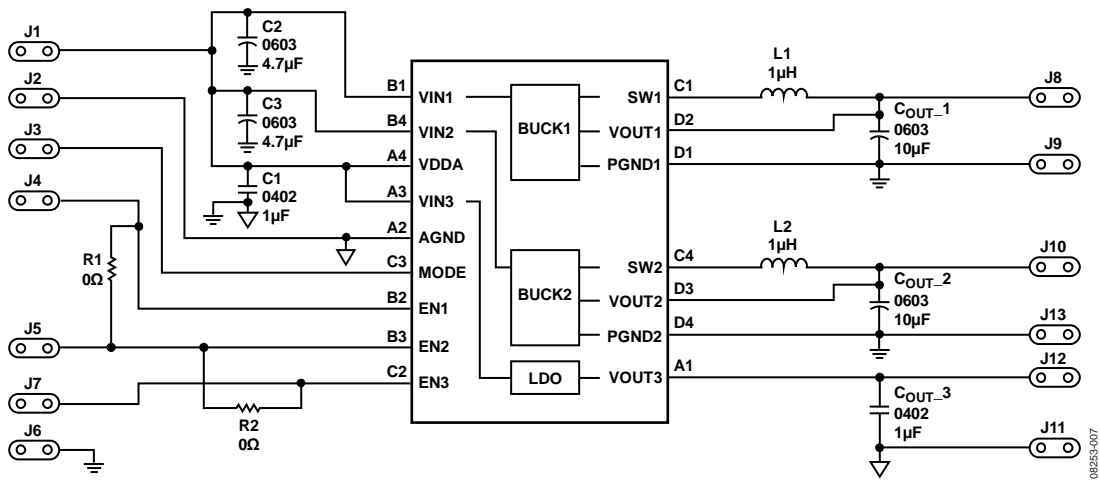 J1
C2
0603
4.7µF
J2
C3
0603
4.7µF
J3
J4
C1
0402
1µF
R1
0Ω
J5
J7
R2
0Ω
J6
B1
VIN1
B4
VIN2
A4
VDDA
A3
VIN3
A2
AGND
C3
MODE
B2
EN1
B3
EN2
C2
EN3
BUCK1
BUCK2
LDO
SW1
C1
VOUT1
D2
PGND1
D1
SW2
C4
VOUT2
D3
PGND2
D4
VOUT3
A1
L1
1µH
COUT_1
0603
10µF
J8
J9
L2
1µH
COUT_2
0603
10µF
J10
J13
J12
COUT_3
0402
1µF
J11
08253-007